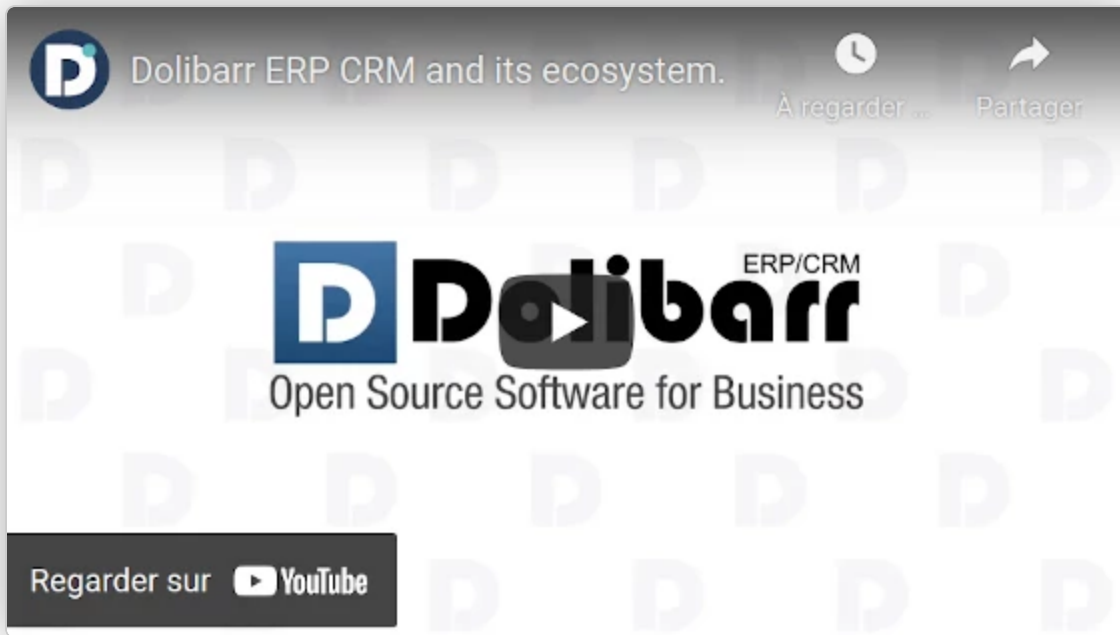 Dolibarr ERP CRM and its ecosystem.
À regarder ...
Partager
ERP/CRM
Dolibarr
Open Source Software for Business
Regarder sur YouTube